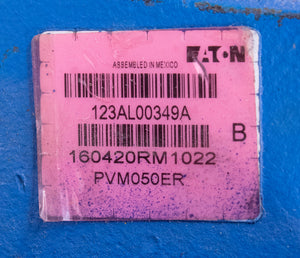 EATON
ASSEMBLED IN MEXICO
123AL00349A
B
160420RM1022
PVM050ER